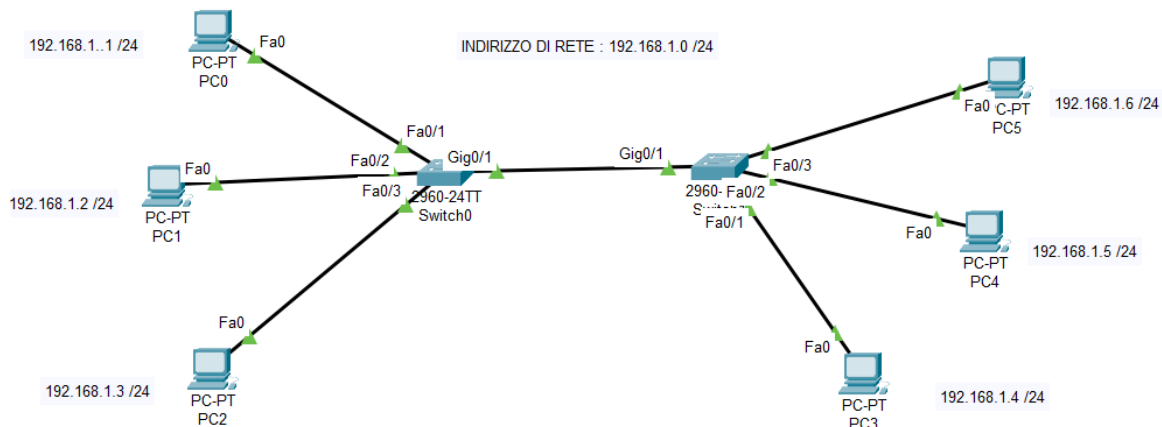 192.168.1..1 /24
Fa0
PC-PT
PC0
INDIRIZZO DI RETE : 192.168.1.0 /24
Fa0
C-PT
PC5
192.168.1.6 /24
Fa0/1
Fa0/2
Fa0/3
Gig0/1
2960-24TT
Switch0
Gig0/1
Fa0/3
2960-
Fa0/2
Fa0/1
Fa0
PC-PT
PC1
192.168.1.2 /24
Fa0
PC-PT
PC4
192.168.1.5 /24
Fa0
PC-PT
PC2
192.168.1.3 /24
Fa0
PC-PT
PC3
192.168.1.4 /24